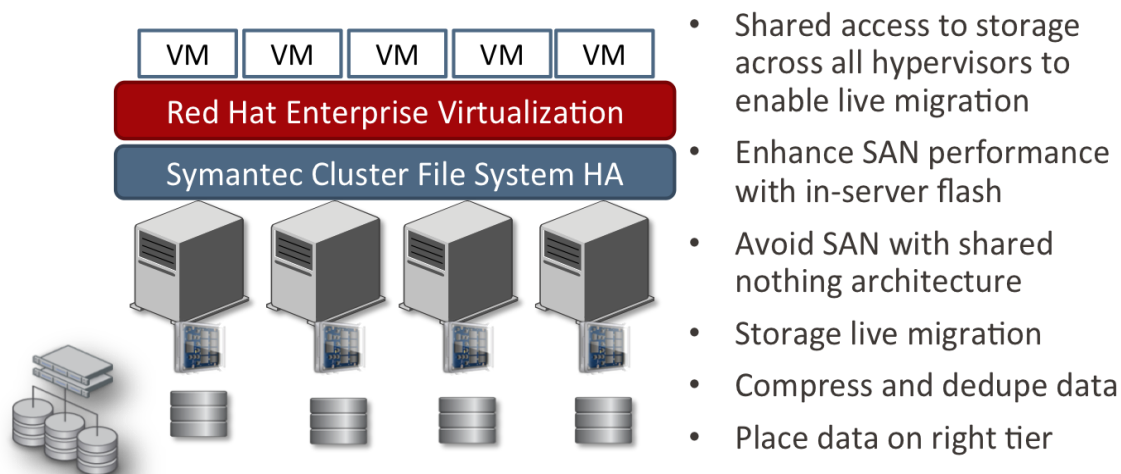 VM VM VM VM VM
Red Hat Enterprise Virtualization
Symantec Cluster File System HA
• Shared access to storage
across all hypervisors to
enable live migration
• Enhance SAN performance
with in-server flash
• Avoid SAN with shared
nothing architecture
• Storage live migration
• Compress and dedupe data
• Place data on right tier